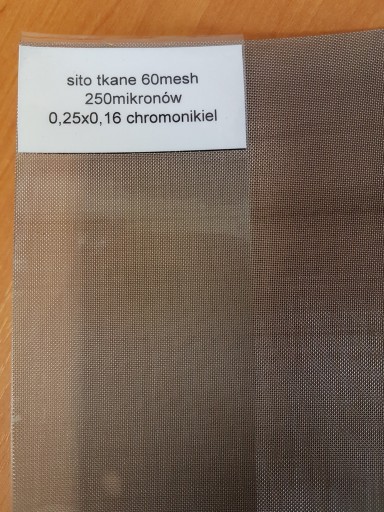 sito tkane 60mesh
250mikronów
0,25x0,16 chromonikiel